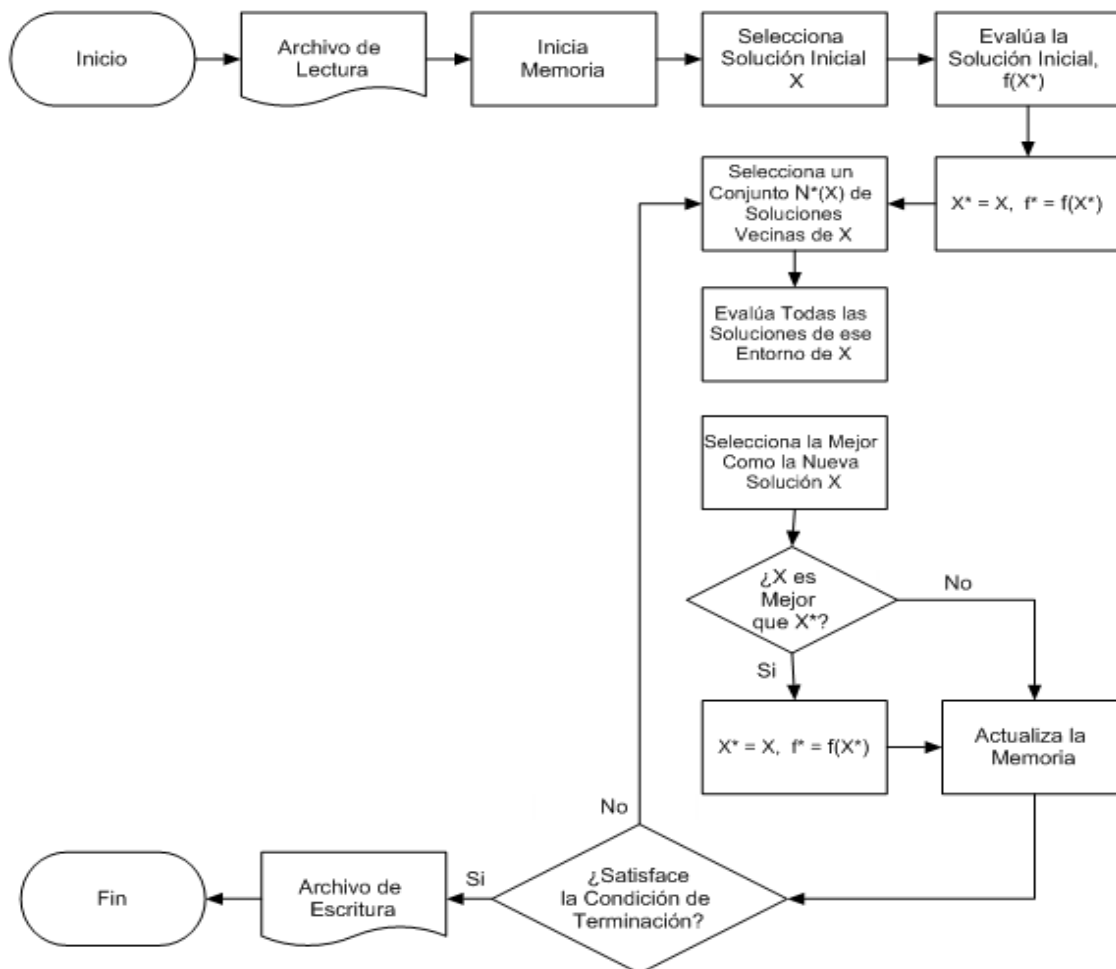 Inicio
Archivo de
Lectura
Inicia
Memoria
Selecciona
Solución Inicial
X
Evalúa la
Solución Inicial,
f(X*)
X* = X, f* = f(X*)
Selecciona un
Conjunto N*(X) de
Soluciones
Vecinas de X
Evalúa Todas las
Soluciones de ese
Entorno de X
Selecciona la Mejor
Como la Nueva
Solución X
¿X es
Mejor
que X*?
No
Si
X* = X, f* = f(X*)
Actualiza la
Memoria
No
¿Satisface
la Condición de
Terminación?
Si
Archivo de
Escritura
Fin